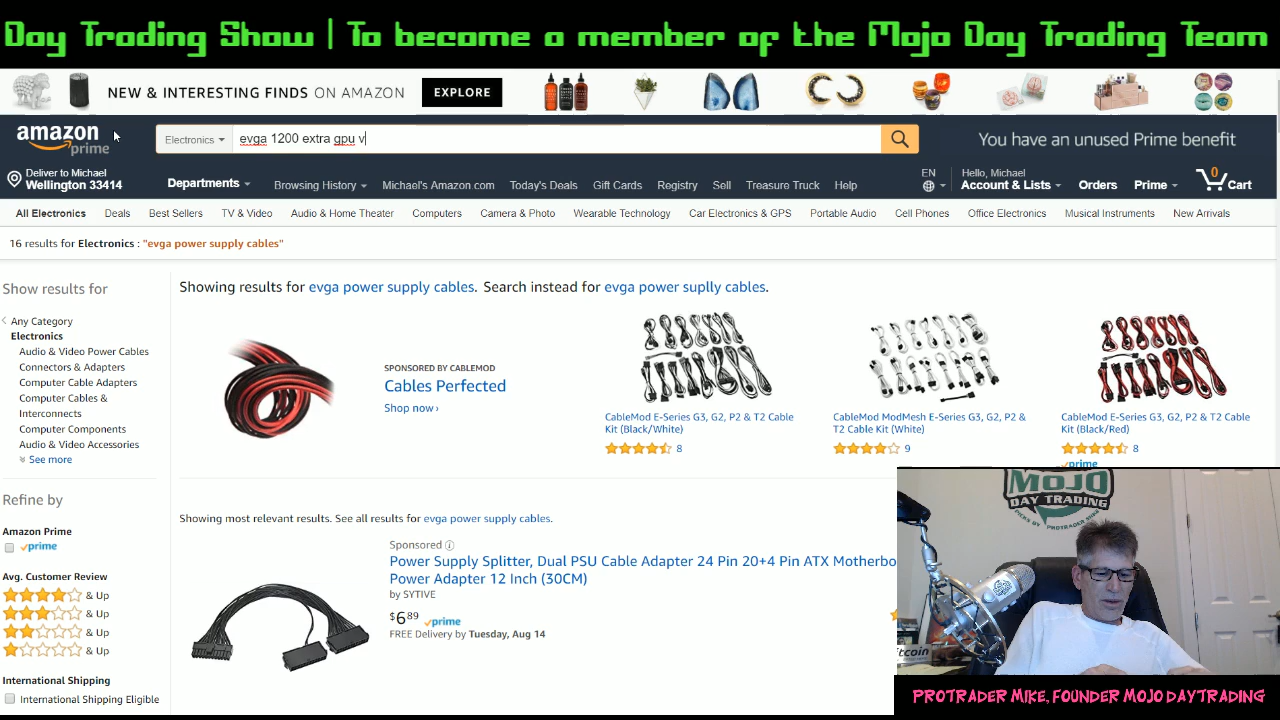 Day Trading Show | To become a member of the Mojo Day Trading Team
NEW & INTERESTING FINDS ON AMAZON
EXPLORE
amazon
prime
Electronics
evga 1200 extra gpu v
You have an unused Prime benefit
Deliver to Michael
Wellington 33414
Departments
Browsing History
Michael's Amazon.com
Today's Deals
Gift Cards
Registry
Sell
Treasure Truck
Help
EN
Hello, Michael
Account & Lists
Orders
Prime
0
Cart
All Electronics
Deals
Best Sellers
TV & Video
Audio & Home Theater
Computers
Camera & Photo
Wearable Technology
Car Electronics & GPS
Portable Audio
Cell Phones
Office Electronics
Musical Instruments
New Arrivals
16 results for Electronics : "evga power supply cables"
Show results for
Any Category
Electronics
Audio & Video Power Cables
Connectors & Adapters
Computer Cable Adapters
Computer Cables &
Interconnects
Computer Components
Audio & Video Accessories
See more
Refine by
Amazon Prime
prime
Avg. Customer Review
& Up
& Up
& Up
& Up
International Shipping
International Shipping Eligible
Showing results for evga power supply cables. Search instead for evga power suplly cables.
SPONSORED BY CABLEMOD
Cables Perfected
Shop now ›
CableMod E-Series G3, G2, P2 & T2 Cable
Kit (Black/White)
8
CableMod ModMesh E-Series G3, G2, P2 &
T2 Cable Kit (White)
9
CableMod E-Series G3, G2, P2 & T2 Cable
Kit (Black/Red)
8
prime
Showing most relevant results. See all results for evga power supply cables.
Sponsored
Power Supply Splitter, Dual PSU Cable Adapter 24 Pin 20+4 Pin ATX Motherbo
Power Adapter 12 Inch (30CM)
by SYTIVE
$6 89 prime
FREE Delivery by Tuesday, Aug 14
MOJO
DAY TRADING
PICKS BY PROTRADER MIKE
itcoin
PROTRADER MIKE, FOUNDER MOJO DAYTRADING